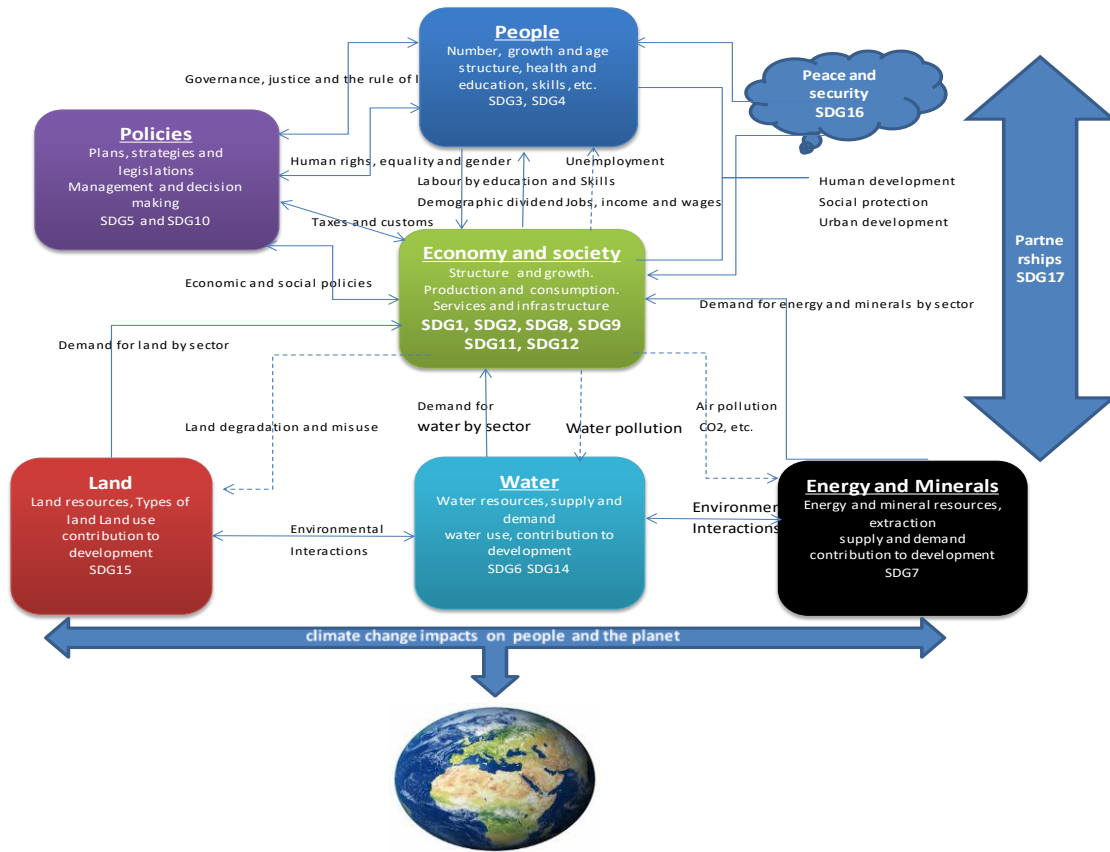 People
Number, growth and age
structure, health and
education, skills, etc.
SDG3, SDG4
Peace and
security
SDG16
Governance, justice and the rule of l
Policies
Plans, strategies and
legislations
Management and decision
making
SDG5 and SDG10
Human righs, equality and gender
Unemployment
Labour by education and Skills
Demographic dividend
Jobs, income and wages
Human development
Social protection
Urban development
Partne
rships
SDG17
Taxes and customs
Economy and society
Structure and growth.
Production and consumption.
Services and infrastructure
SDG1, SDG2, SDG8, SDG9
SDG11, SDG12
Economic and social policies
Demand for energy and minerals by sector
Demand for land by sector
Land degradation and misuse
Demand for
water by sector
Water pollution
Air pollution
CO2, etc.
Land
Land resources, Types of
land Land use
contribution to
development
SDG15
Environmental
Interactions
Water
Water resources, supply and
demand
water use, contribution to
development
SDG6 SDG14
Environmen
Interactions
Energy and Minerals
Energy and mineral resources,
extraction
supply and demand
contribution to development
SDG7
climate change impacts on people and the planet